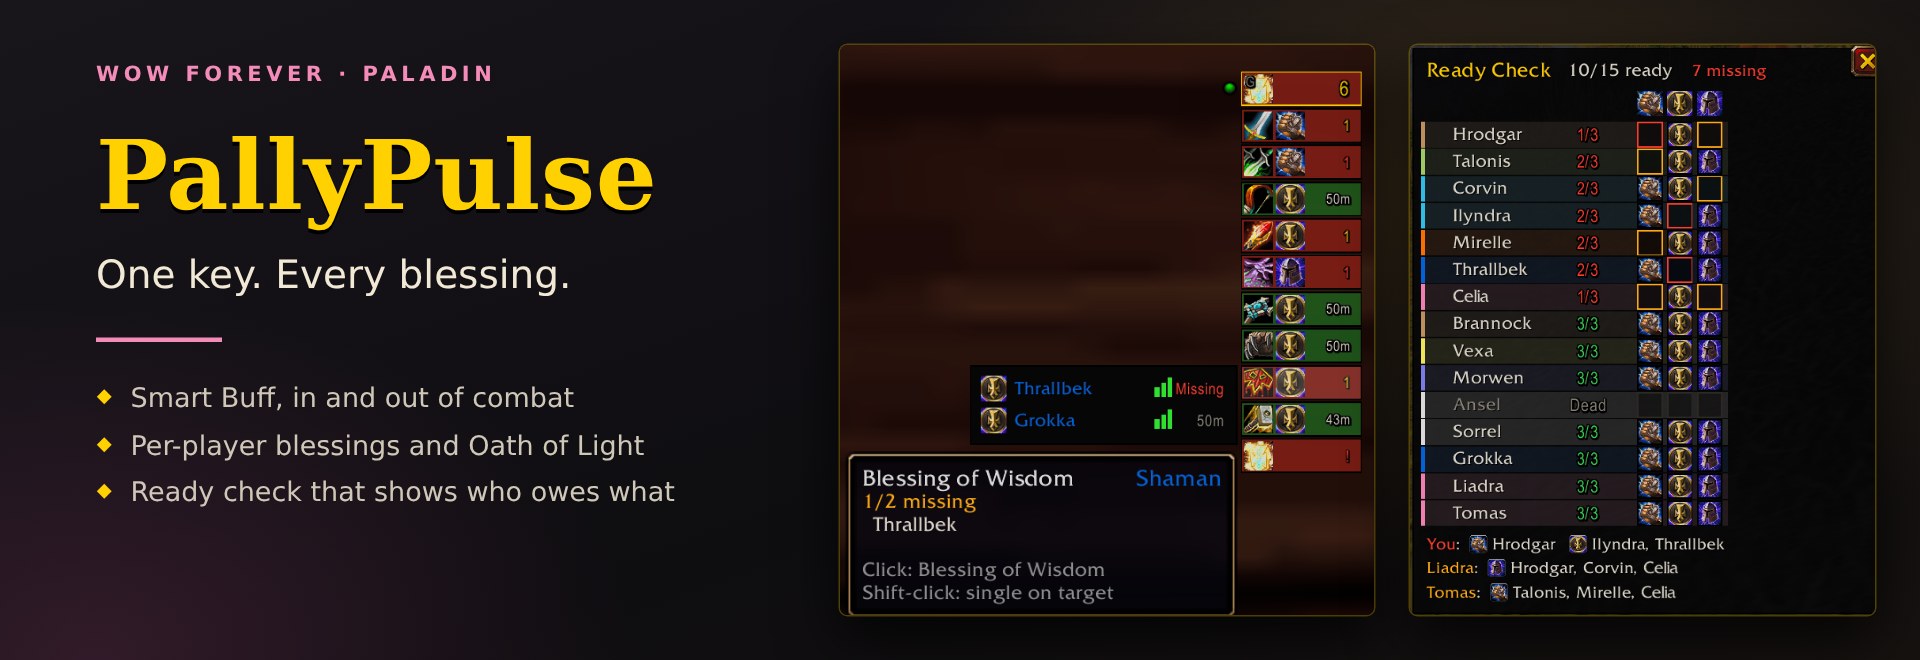 WOW FOREVER · PALADIN
PallyPulse
One key. Every blessing.
Smart Buff, in and out of combat
Per-player blessings and Oath of Light
Ready check that shows who owes what
G
6
1
1
50m
1
1
50m
50m
1
43m
!
Thrallbek Missing
Grokka 50m
Blessing of Wisdom Shaman
1/2 missing
Thrallbek
Click: Blessing of Wisdom
Shift-click: single on target
Ready Check 10/15 ready 7 missing
Hrodgar 1/3
Talonis 2/3
Corvin 2/3
Ilyndra 2/3
Mirelle 2/3
Thrallbek 2/3
Celia 1/3
Brannock 3/3
Vexa 3/3
Morwen 3/3
Ansel Dead
Sorrel 3/3
Grokka 3/3
Liadra 3/3
Tomas 3/3
You: Hrodgar Ilyndra, Thrallbek
Liadra: Hrodgar, Corvin, Celia
Tomas: Talonis, Mirelle, Celia